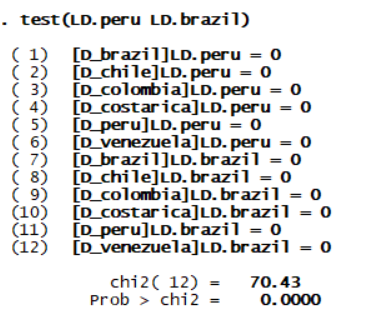 . test(LD.peru LD.brazil)
( 1) [D_brazil]LD.peru = 0
( 2) [D_chile]LD.peru = 0
( 3) [D_colombia]LD.peru = 0
( 4) [D_costarica]LD.peru = 0
( 5) [D_peru]LD.peru = 0
( 6) [D_venezuela]LD.peru = 0
( 7) [D_brazil]LD.brazil = 0
( 8) [D_chile]LD.brazil = 0
( 9) [D_colombia]LD.brazil = 0
(10) [D_costarica]LD.brazil = 0
(11) [D_peru]LD.brazil = 0
(12) [D_venezuela]LD.brazil = 0
chi2( 12) = 70.43
Prob > chi2 = 0.0000